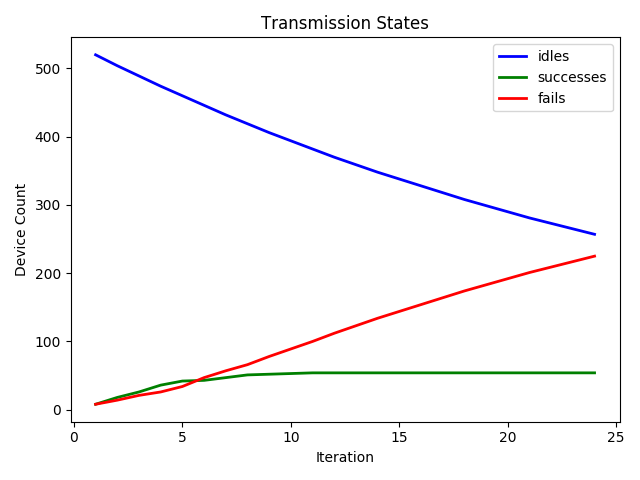 Transmission States
idles
successes
fails
Device Count
500
400
300
200
100
0
0 5 10 15 20 25
Iteration